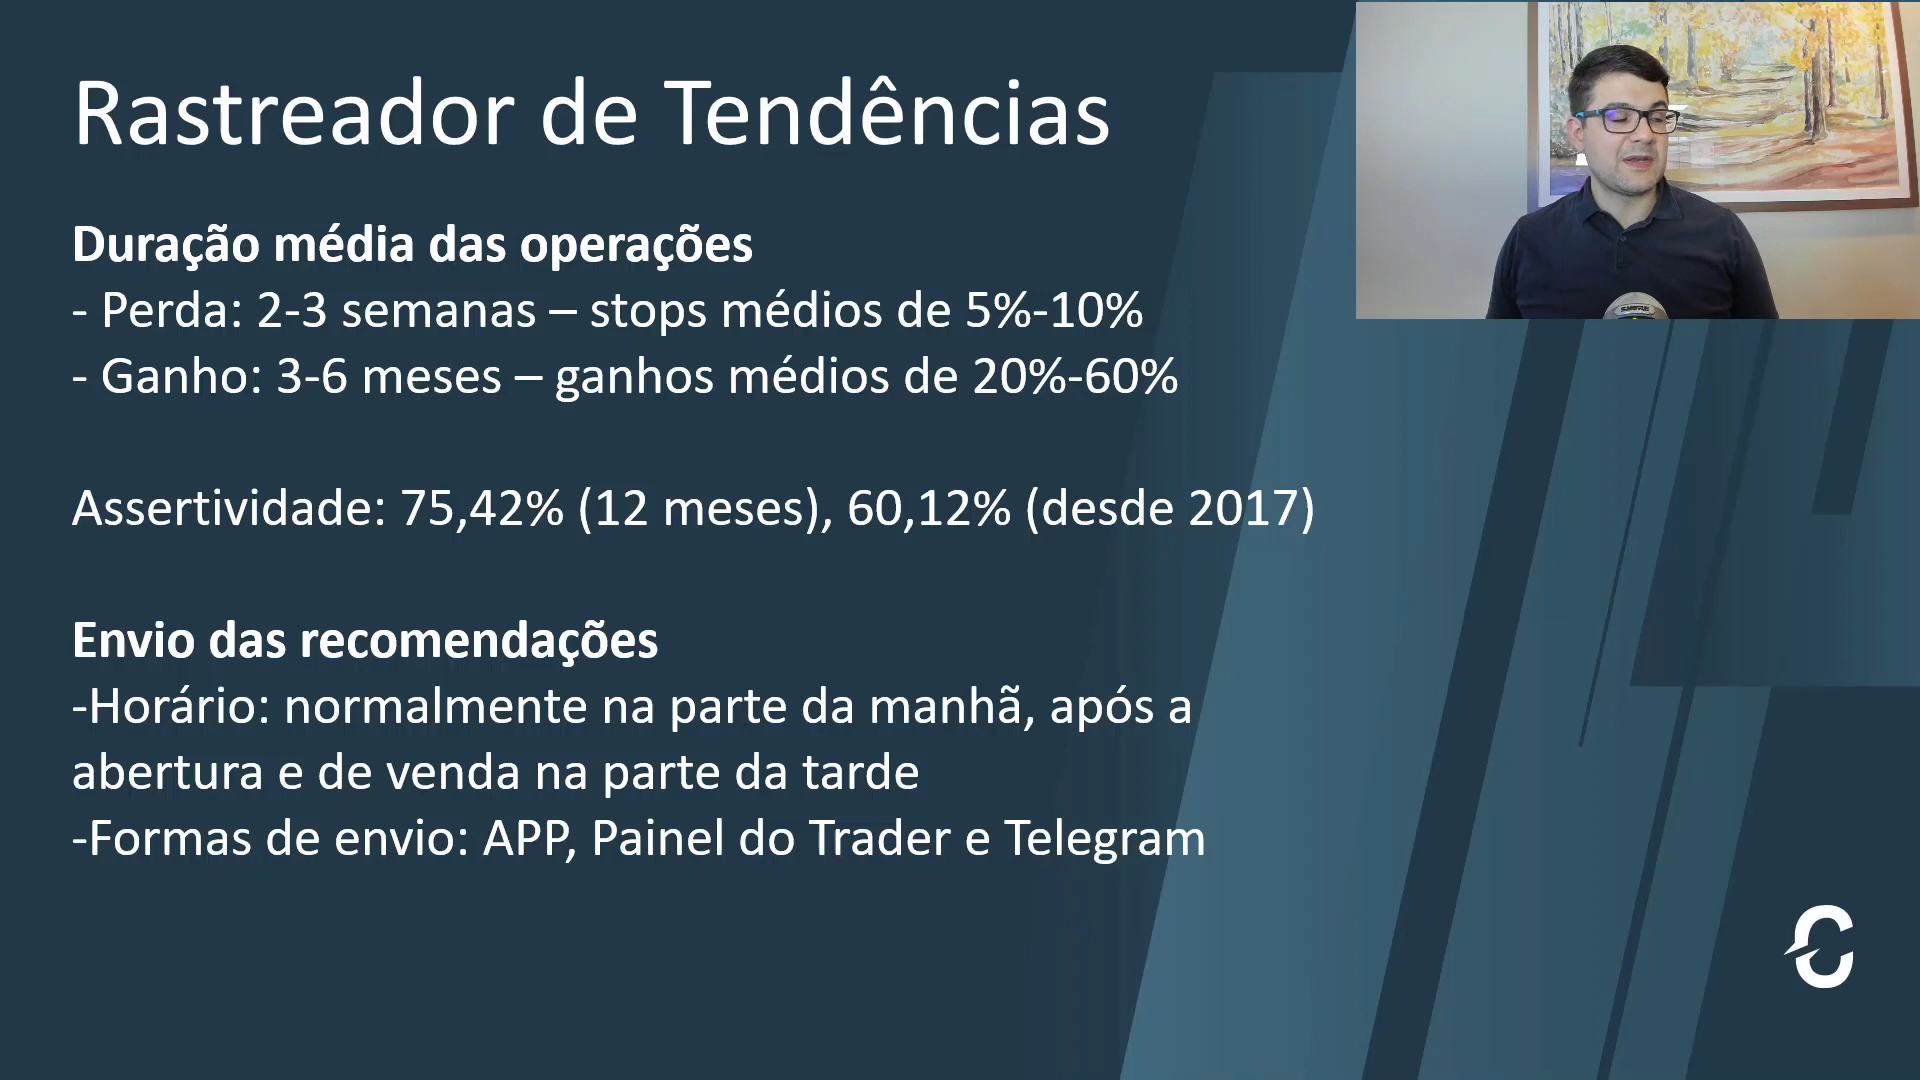 Rastreador de Tendências
Duração média das operações
- Perda: 2-3 semanas – stops médios de 5%-10%
- Ganho: 3-6 meses – ganhos médios de 20%-60%
Assertividade: 75,42% (12 meses), 60,12% (desde 2017)
Envio das recomendações
-Horário: normalmente na parte da manhã, após a
abertura e de venda na parte da tarde
-Formas de envio: APP, Painel do Trader e Telegram
SHURE